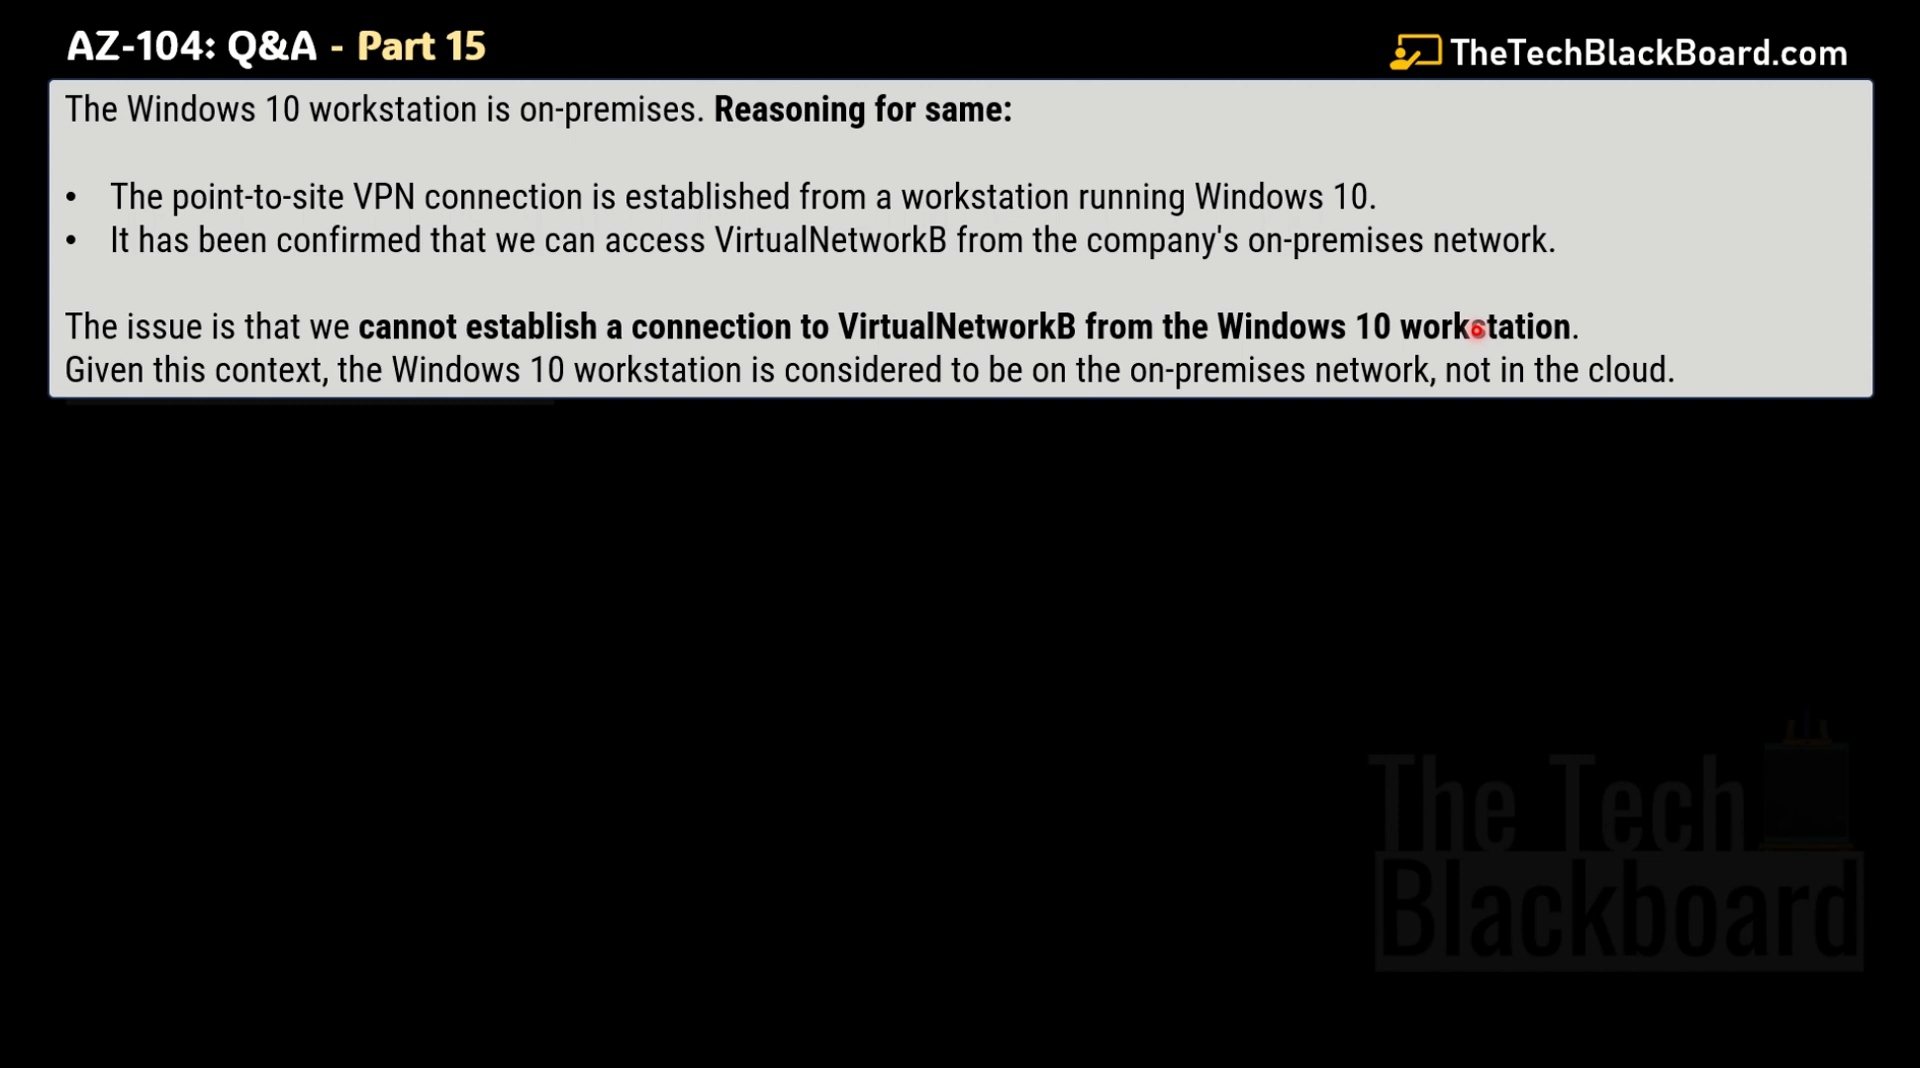 AZ-104: Q&A - Part 15
TheTechBlackBoard.com
The Windows 10 workstation is on-premises. Reasoning for same:
• The point-to-site VPN connection is established from a workstation running Windows 10.
• It has been confirmed that we can access VirtualNetworkB from the company's on-premises network.
The issue is that we cannot establish a connection to VirtualNetworkB from the Windows 10 workstation.
Given this context, the Windows 10 workstation is considered to be on the on-premises network, not in the cloud.
The Tech
Blackboard